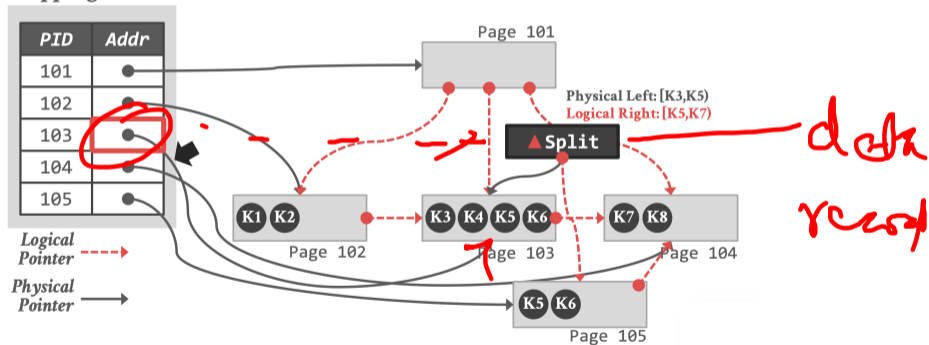 PID Addr
101
102
103
104
105
Logical
Pointer
Physical
Pointer
Page 101
Physical Left: [K3,K5)
Logical Right: [K5,K7)
▲Split
K1 K2
Page 102
K3 K4 K5 K6
Page 103
K7 K8
Page 104
K5 K6
Page 105
data
record